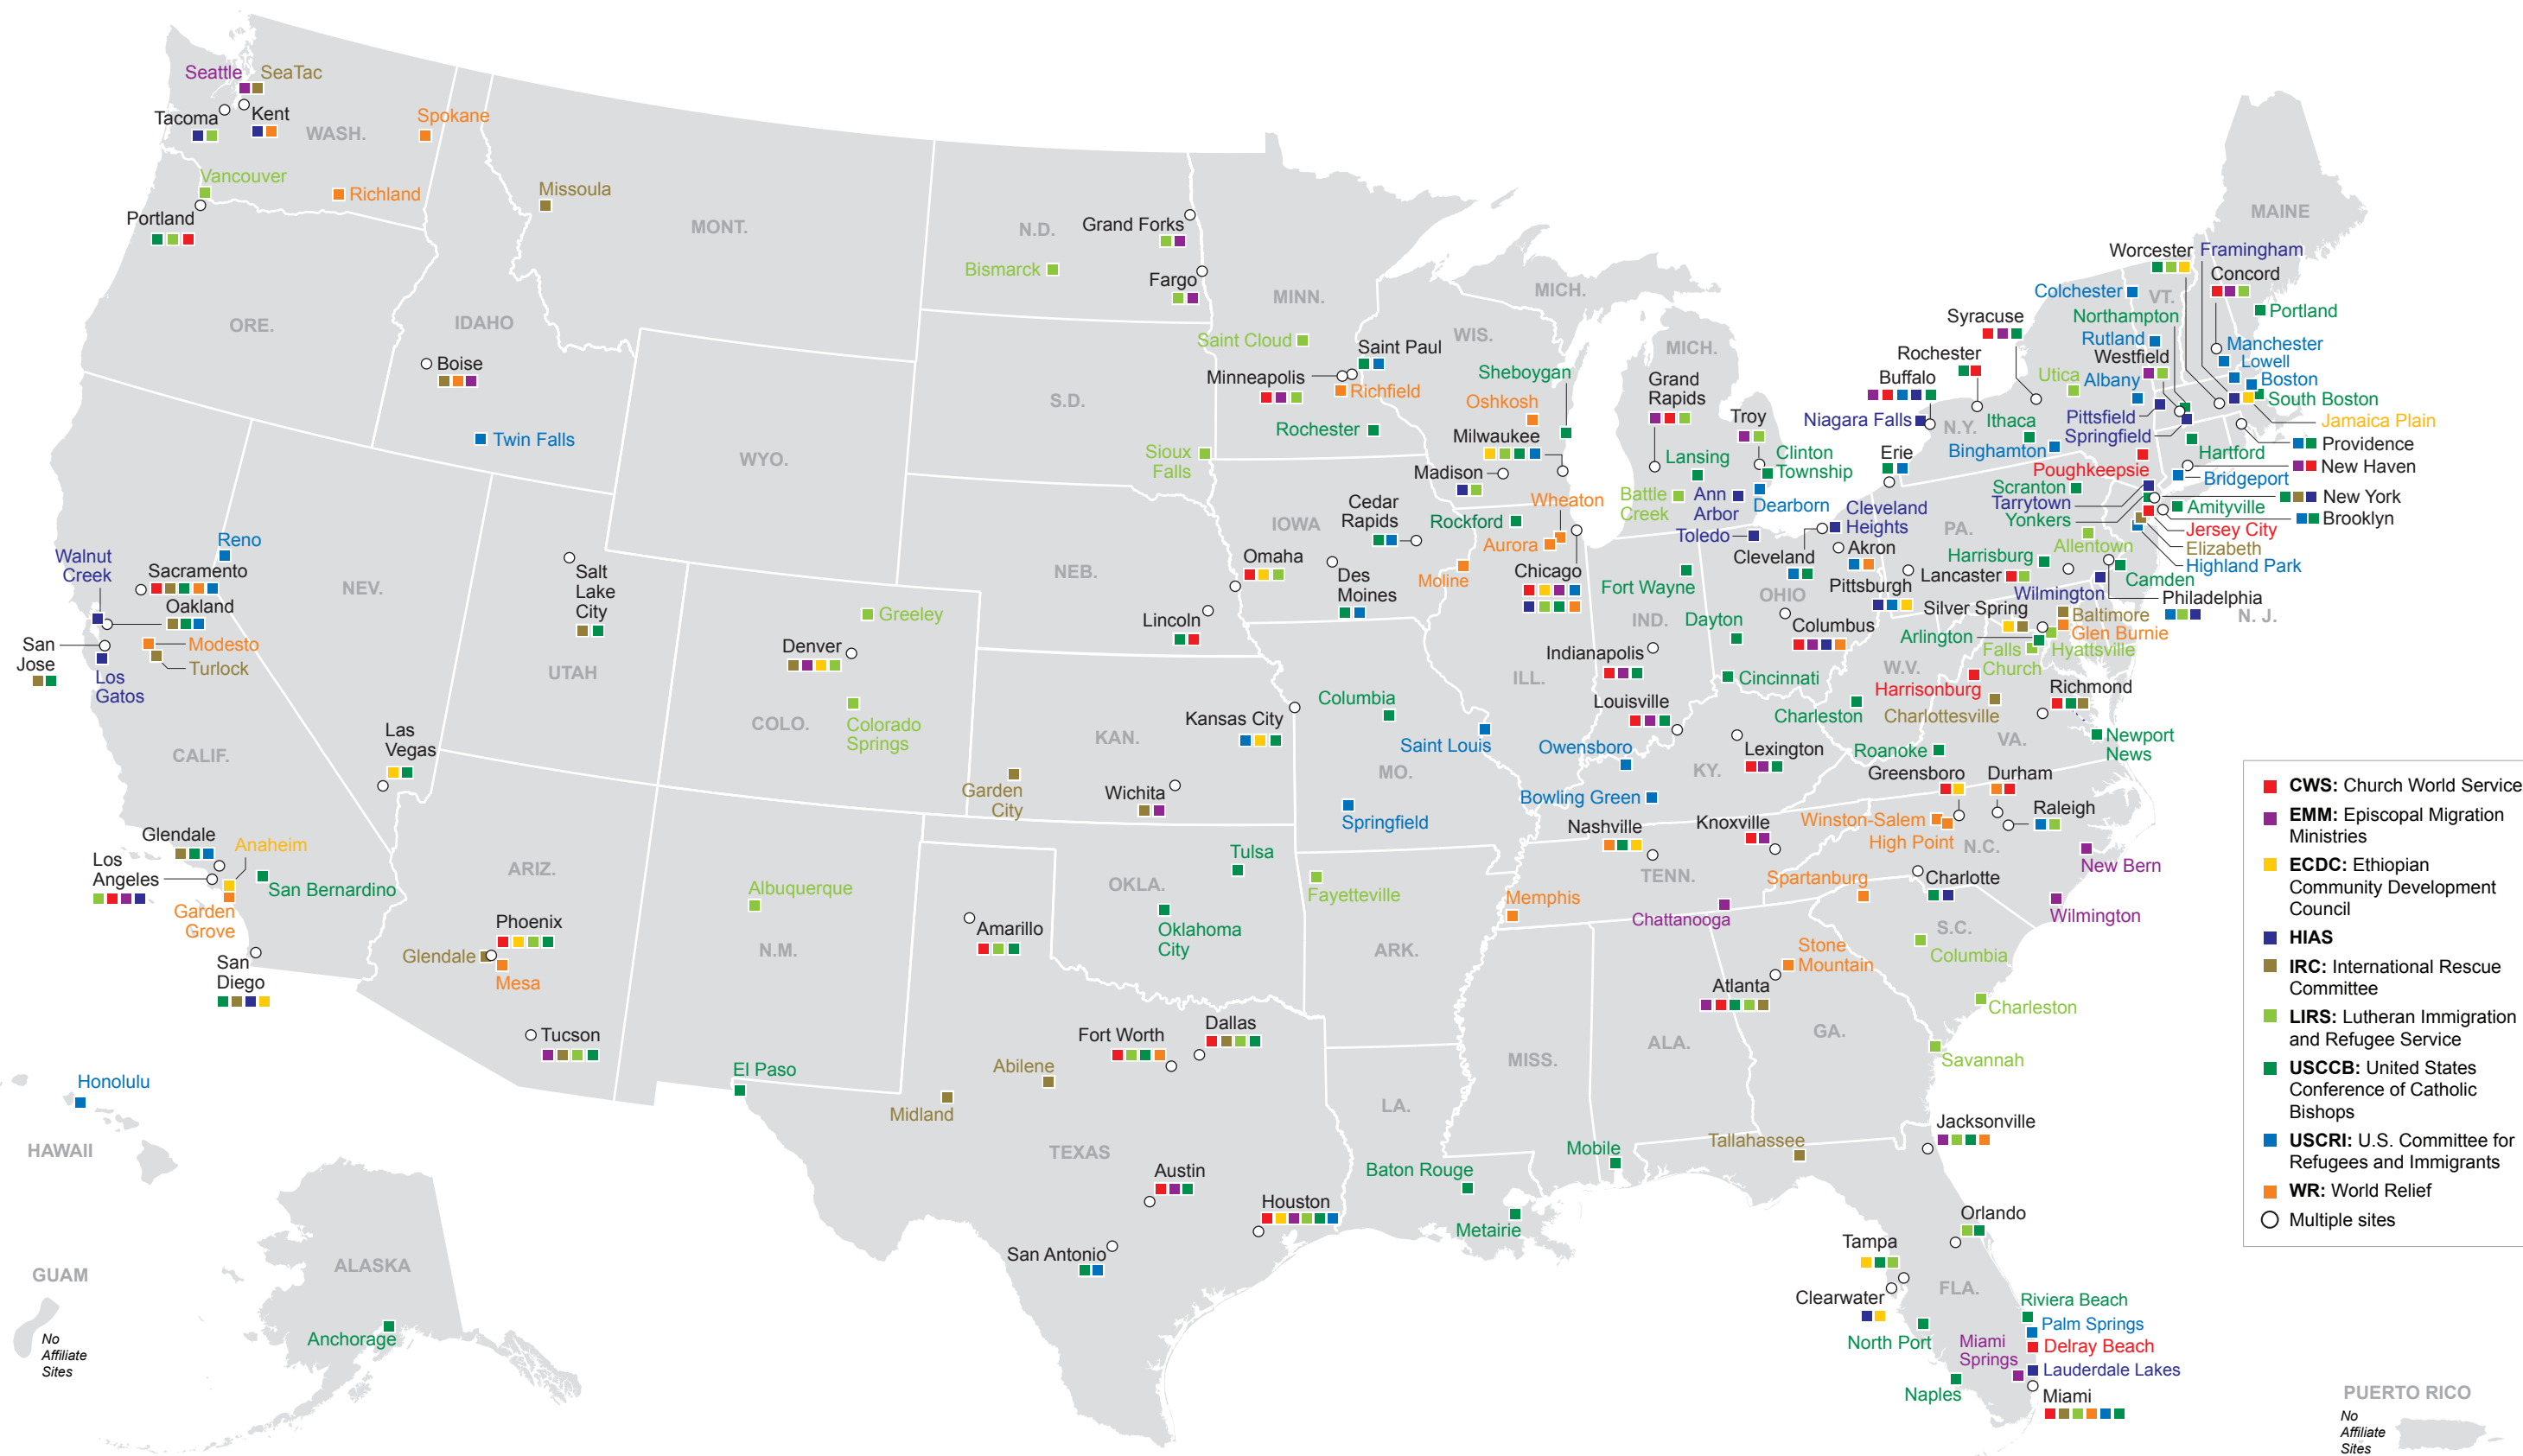 Seattle
SeaTac
Tacoma
Kent
WASH.
Spokane
Vancouver
Richland
Portland
Missoula
MONT.
ORE.
IDAHO
Boise
Twin Falls
WYO.
N.D.
Grand Forks
Bismarck
Fargo
MINN.
S.D.
Saint Cloud
Saint Paul
Minneapolis
Richfield
Rochester
Sioux
Falls
WIS.
MICH.
Sheboygan
Oshkosh
Milwaukee
Madison
MICH.
Grand
Rapids
Troy
Lansing
Clinton
Township
Battle
Creek
Ann
Arbor
Dearborn
Wheaton
Cedar
Rapids
Rockford
IOWA
Aurora
Moline
Chicago
Omaha
Des
Moines
NEB.
Lincoln
Walnut
Creek
Reno
Sacramento
Oakland
Modesto
Turlock
San
Jose
Los
Gatos
NEV.
Salt
Lake
City
UTAH
Greeley
Denver
COLO.
Colorado
Springs
Las
Vegas
CALIF.
Glendale
Anaheim
Los
Angeles
San Bernardino
Garden
Grove
San
Diego
ARIZ.
Phoenix
Glendale
Mesa
Tucson
Albuquerque
N.M.
El Paso
KAN.
Kansas City
Garden
City
Wichita
Columbia
MO.
Saint Louis
Springfield
OKLA.
Tulsa
Oklahoma
City
Amarillo
Fayetteville
ARK.
Fort Worth
Dallas
Abilene
Midland
TEXAS
Austin
Houston
San Antonio
LA.
Baton Rouge
Metairie
MISS.
ALA.
Mobile
Memphis
TENN.
Nashville
Knoxville
Chattanooga
KY.
Louisville
Lexington
Owensboro
Bowling Green
ILL.
IND.
Indianapolis
Fort Wayne
OHIO
Toledo
Cleveland
Cleveland
Heights
Akron
Columbus
Dayton
Cincinnati
W.V.
Charleston
PA.
Erie
Pittsburgh
Lancaster
Harrisburg
Allentown
Scranton
Philadelphia
N.Y.
Syracuse
Rochester
Buffalo
Niagara Falls
Utica
Ithaca
Binghamton
Albany
Poughkeepsie
Tarrytown
Yonkers
New York
Brooklyn
Amityville
Jersey City
Elizabeth
Highland Park
Camden
N. J.
Wilmington
MAINE
Portland
VT.
Colchester
Rutland
Worcester
Framingham
Concord
Northampton
Manchester
Lowell
Boston
South Boston
Jamaica Plain
Westfield
Pittsfield
Springfield
Providence
Hartford
New Haven
Bridgeport
Silver Spring
Baltimore
Glen Burnie
Arlington
Falls
Church
Hyattsville
Harrisonburg
Charlottesville
Richmond
VA.
Newport
News
Roanoke
Greensboro
Durham
Raleigh
Winston-Salem
High Point
N.C.
New Bern
Wilmington
Charlotte
Spartanburg
S.C.
Columbia
Charleston
Stone
Mountain
Atlanta
GA.
Savannah
Jacksonville
Tallahassee
Orlando
Tampa
Clearwater
FLA.
North Port
Naples
Riviera Beach
Palm Springs
Delray Beach
Miami
Springs
Lauderdale Lakes
Miami
Honolulu
HAWAII
GUAM
No
Affiliate
Sites
ALASKA
Anchorage
PUERTO RICO
No
Affiliate
Sites
CWS: Church World Service
EMM: Episcopal Migration
Ministries
ECDC: Ethiopian
Community Development
Council
HIAS
IRC: International Rescue
Committee
LIRS: Lutheran Immigration
and Refugee Service
USCCB: United States
Conference of Catholic
Bishops
USCRI: U.S. Committee for
Refugees and Immigrants
WR: World Relief
Multiple sites